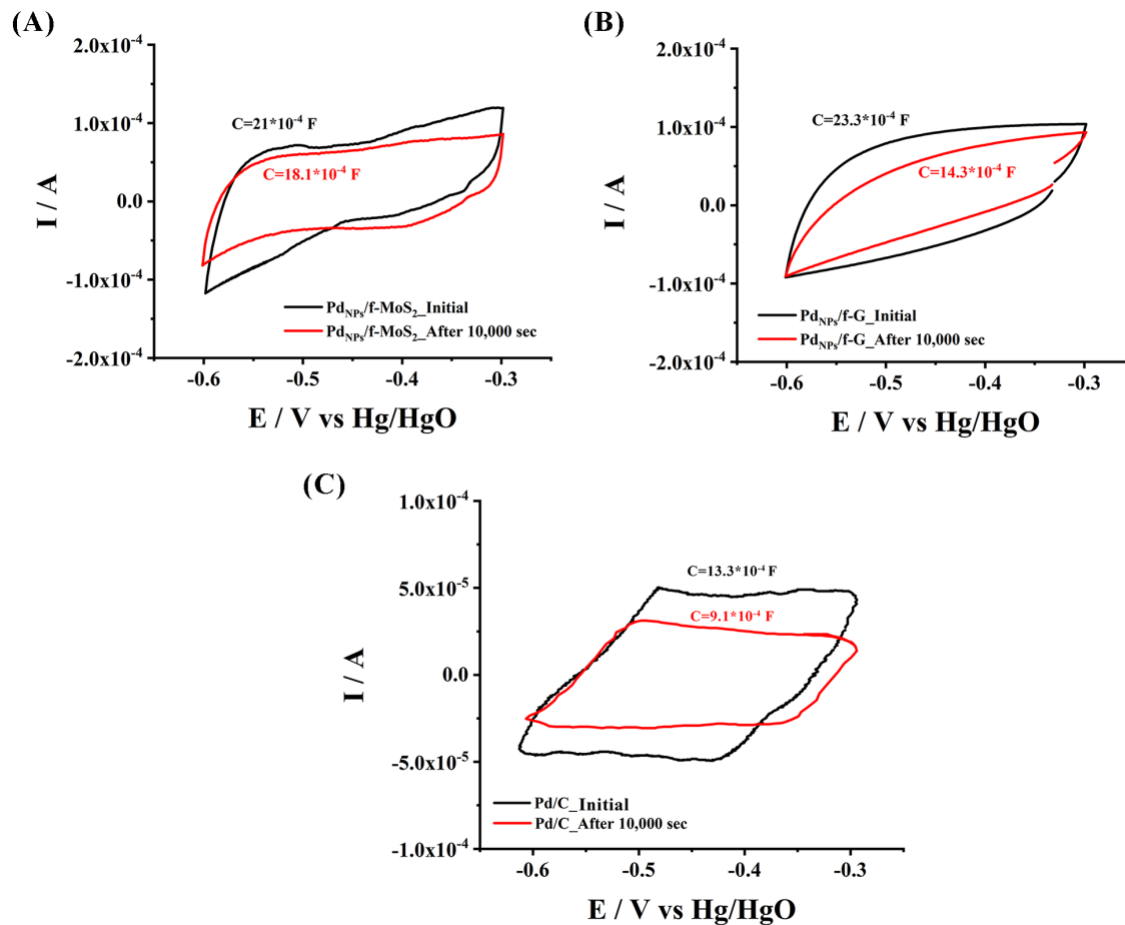 (A)
2.0x10⁻⁴
1.0x10⁻⁴
0.0
-1.0x10⁻⁴
-2.0x10⁻⁴
I / A
C=21*10⁻⁴ F
C=18.1*10⁻⁴ F
Pd_NPs/f-MoS₂_Initial
Pd_NPs/f-MoS₂_After 10,000 sec
-0.6 -0.5 -0.4 -0.3
E / V vs Hg/HgO
(B)
2.0x10⁻⁴
1.0x10⁻⁴
0.0
-1.0x10⁻⁴
-2.0x10⁻⁴
I / A
C=23.3*10⁻⁴ F
C=14.3*10⁻⁴ F
Pd_NPs/f-G_Initial
Pd_NPs/f-G_After 10,000 sec
-0.6 -0.5 -0.4 -0.3
E / V vs Hg/HgO
(C)
1.0x10⁻⁴
5.0x10⁻⁵
0.0
-5.0x10⁻⁵
-1.0x10⁻⁴
I / A
C=13.3*10⁻⁴ F
C=9.1*10⁻⁴ F
Pd/C_Initial
Pd/C_After 10,000 sec
-0.6 -0.5 -0.4 -0.3
E / V vs Hg/HgO